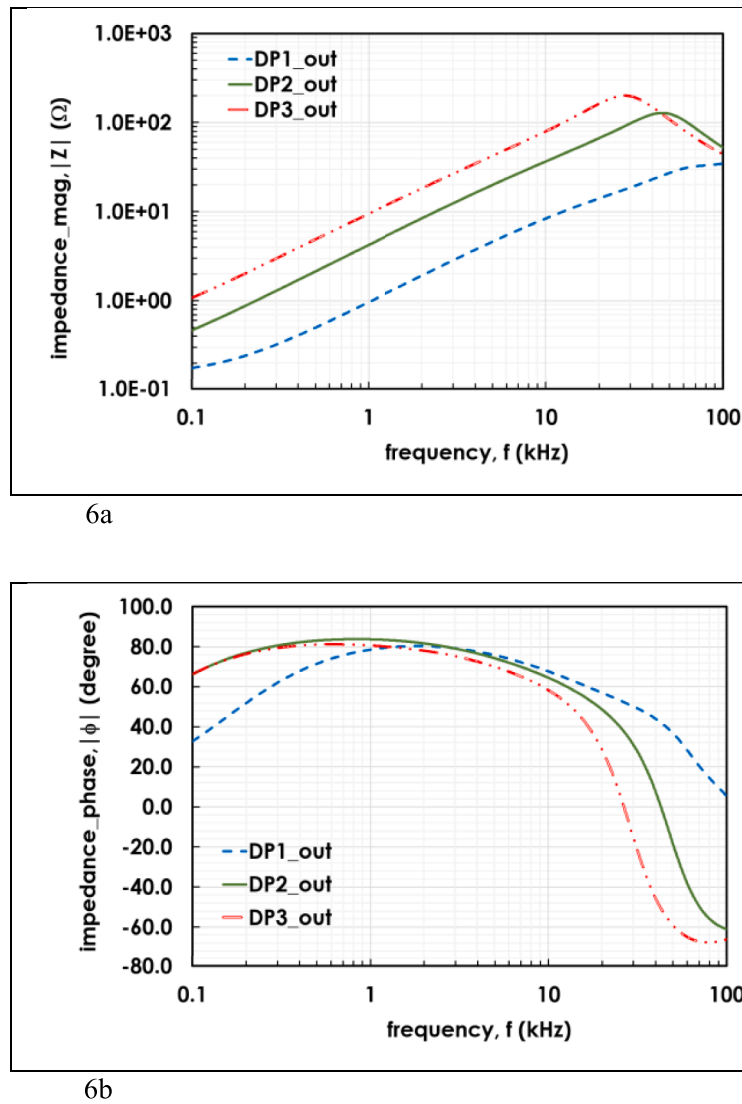 1.0E+03
1.0E+02
1.0E+01
1.0E+00
1.0E-01
impedance_mag, |Z| (Ω)
DP1_out
DP2_out
DP3_out
0.1 1 10 100
frequency, f (kHz)
6a
100.0
80.0
60.0
40.0
20.0
0.0
-20.0
-40.0
-60.0
-80.0
impedance_phase, |ϕ| (degree)
DP1_out
DP2_out
DP3_out
0.1 1 10 100
frequency, f (kHz)
6b